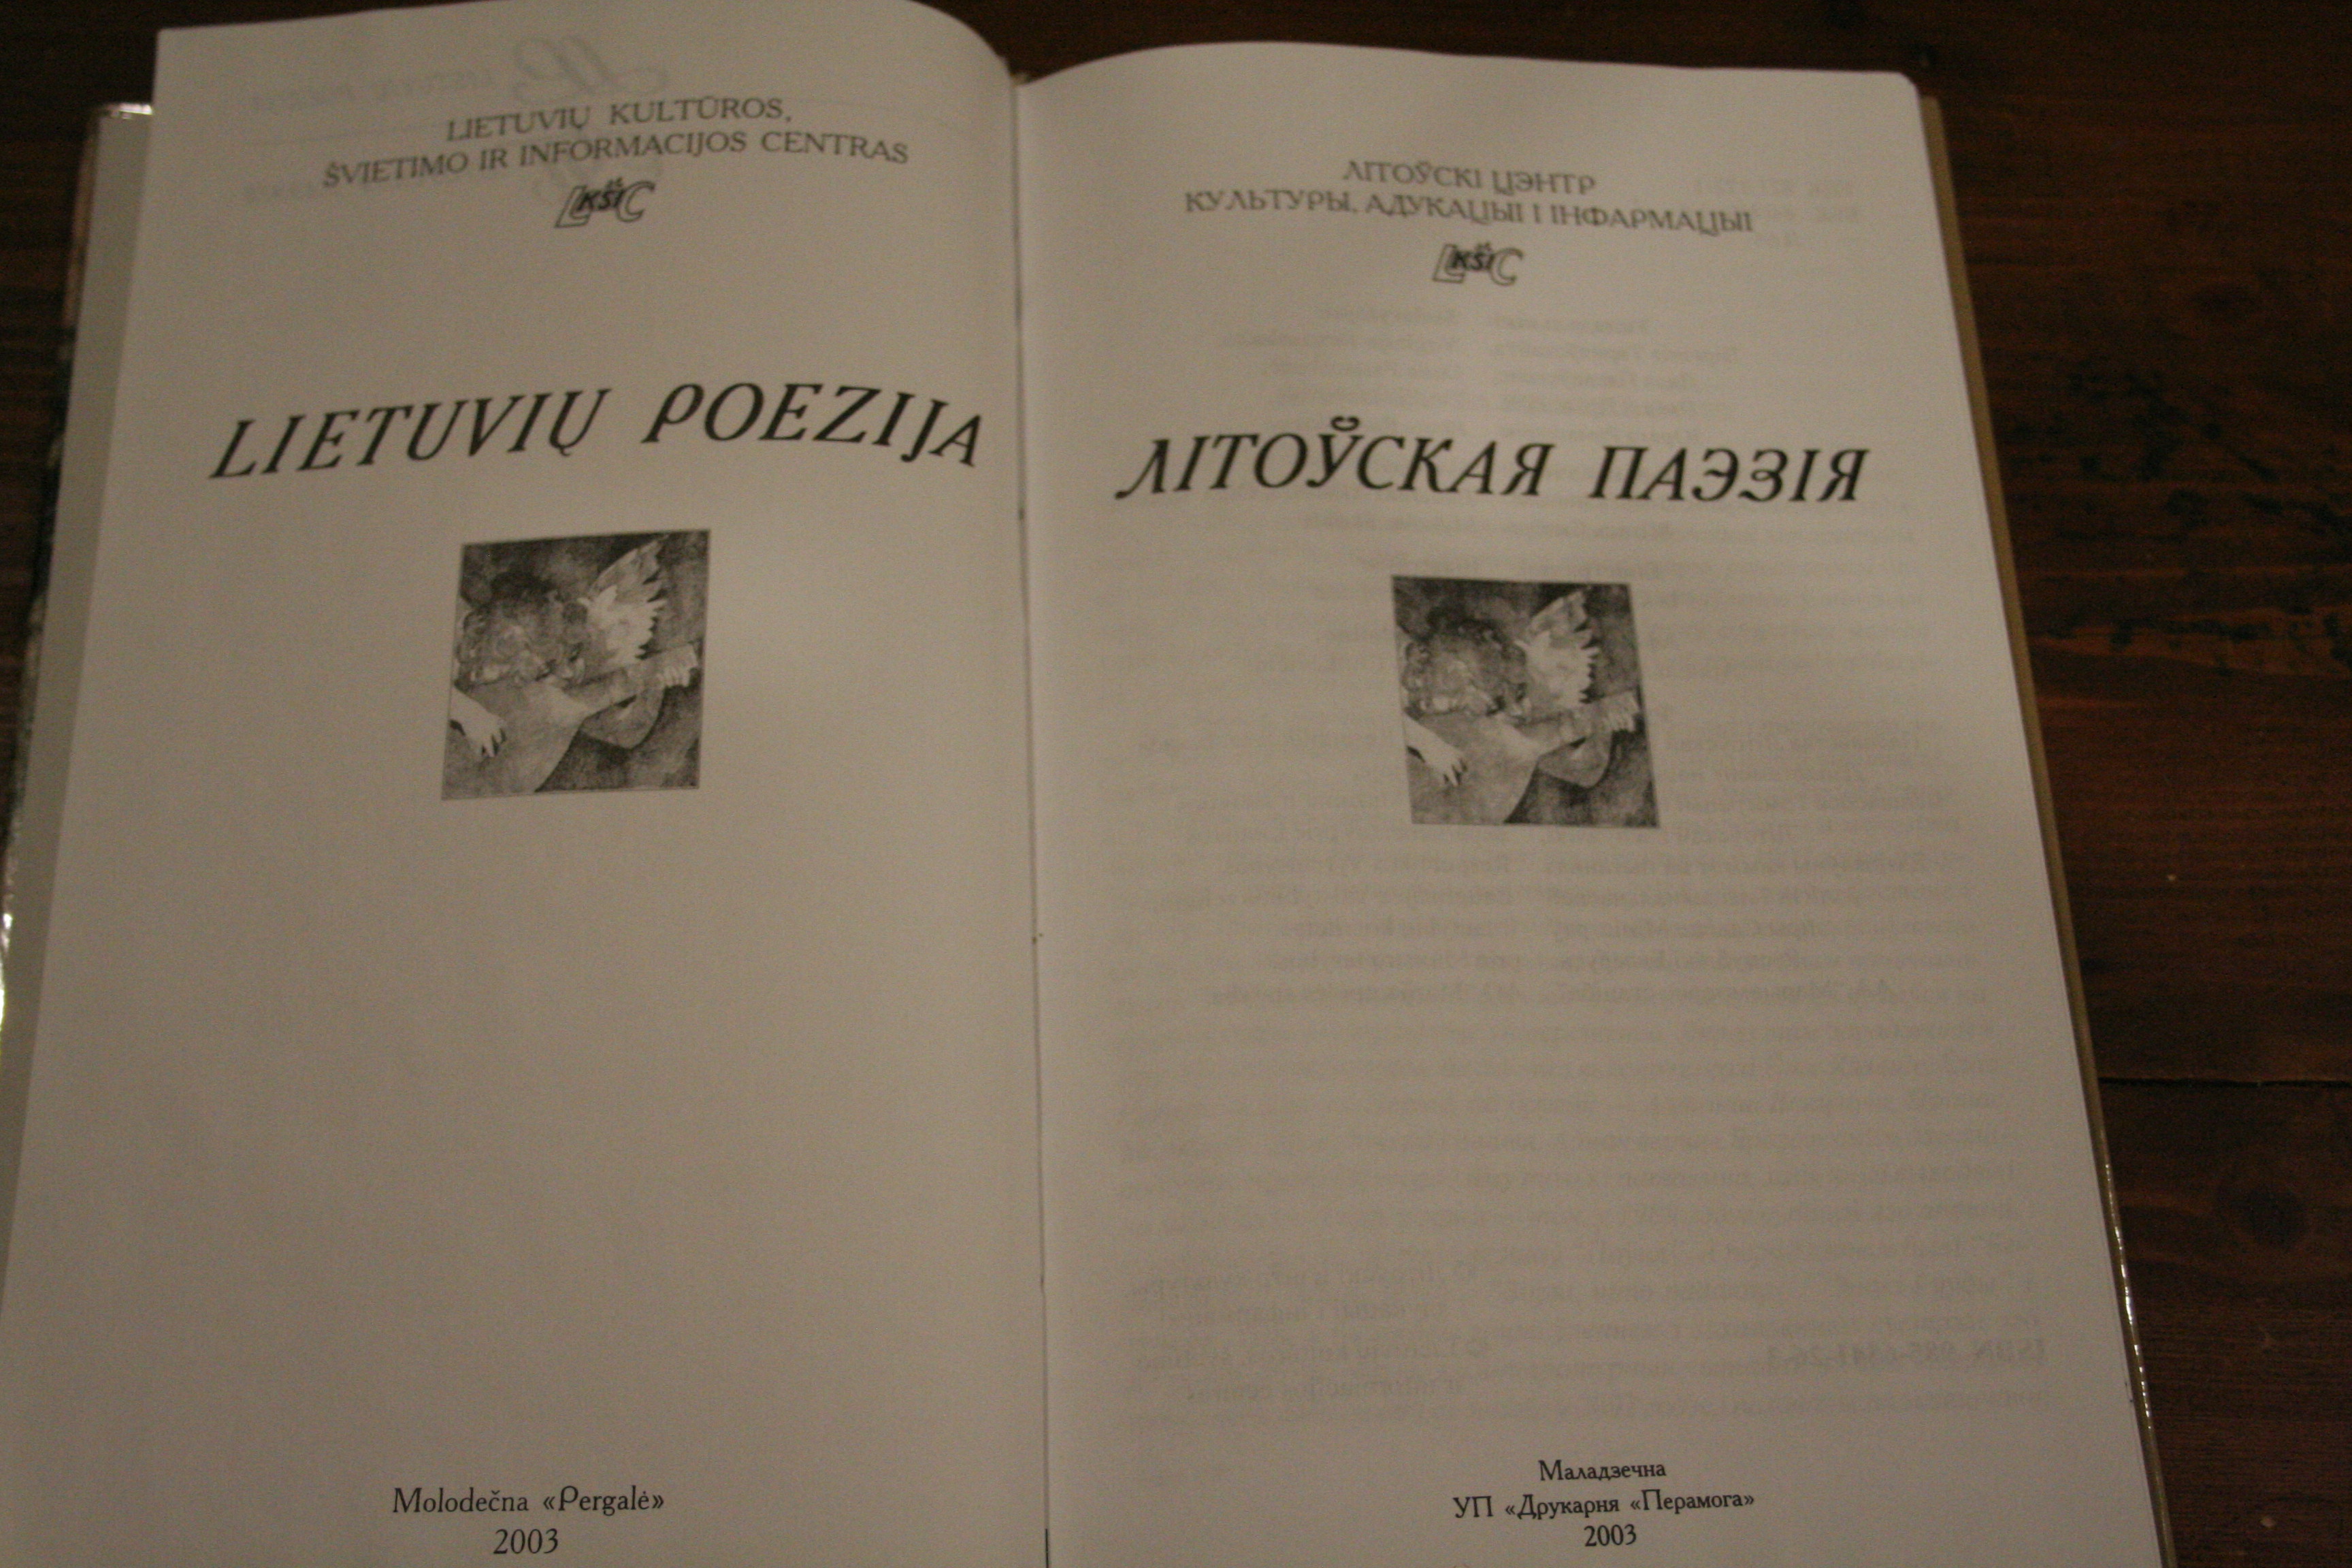 LIETUVIŲ KULTŪROS,
ŠVIETIMO IR INFORMACIJOS CENTRAS
LKŠIC
LIETUVIŲ POEZIJA
Molodečna «Pergalė»
2003
ЛІТОЎСКІ ЦЭНТР
КУЛЬТУРЫ, АДУКАЦЫІ І ІНФАРМАЦЫІ
LKŠIC
ЛІТОЎСКАЯ ПАЭЗІЯ
Маладзечна
УП «Друкарня «Перамога»
2003